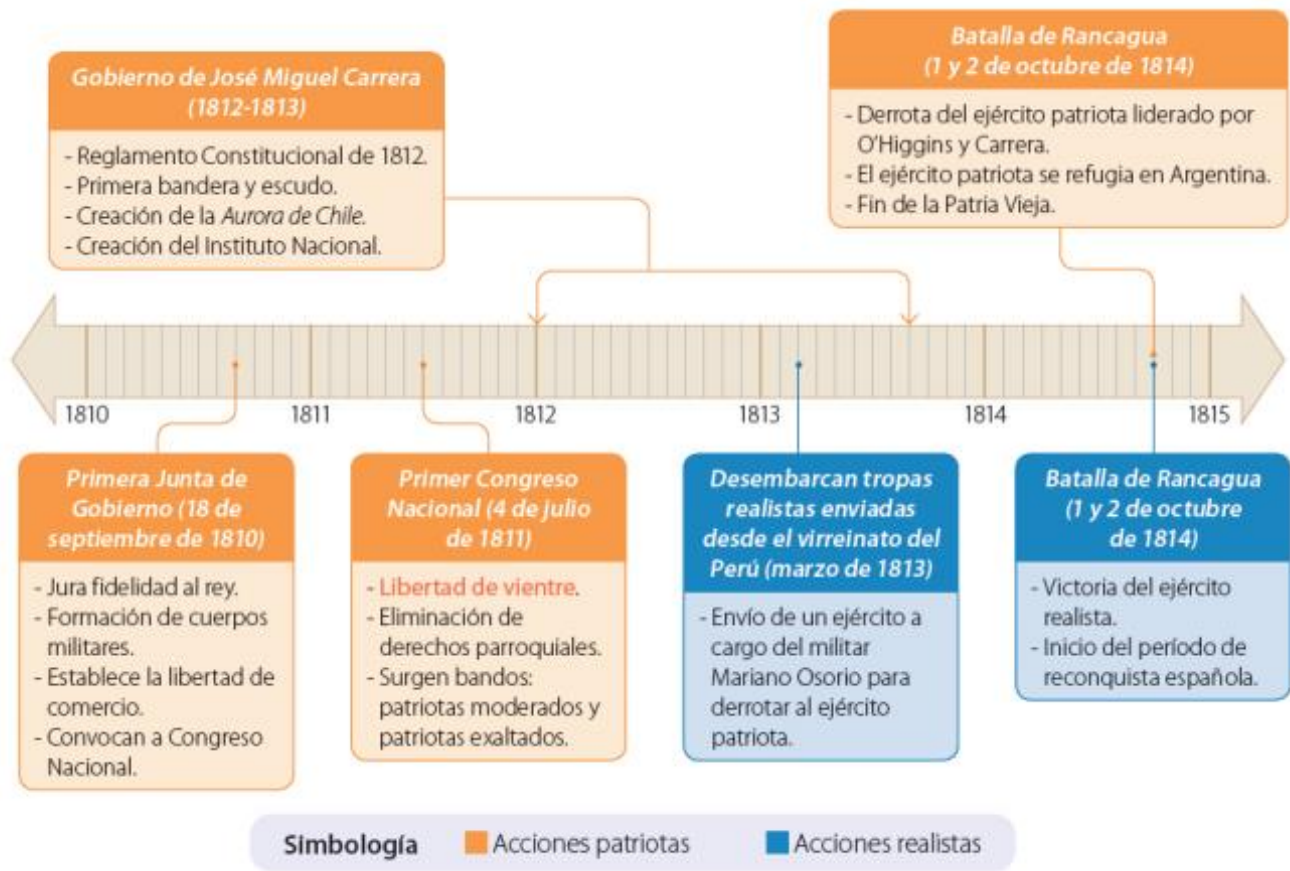 Gobierno de José Miguel Carrera
(1812-1813)
- Reglamento Constitucional de 1812.
- Primera bandera y escudo.
- Creación de la Aurora de Chile.
- Creación del Instituto Nacional.
Batalla de Rancagua
(1 y 2 de octubre de 1814)
- Derrota del ejército patriota liderado por
O'Higgins y Carrera.
- El ejército patriota se refugia en Argentina.
- Fin de la Patria Vieja.
1810
1811
1812
1813
1814
1815
Primera Junta de
Gobierno (18 de
septiembre de 1810)
- Jura fidelidad al rey.
- Formación de cuerpos
militares.
- Establece la libertad de
comercio.
- Convocan a Congreso
Nacional.
Primer Congreso
Nacional (4 de julio
de 1811)
- Libertad de vientre.
- Eliminación de
derechos parroquiales.
- Surgen bandos:
patriotas moderados y
patriotas exaltados.
Desembarcan tropas
realistas enviadas
desde el virreinato del
Perú (marzo de 1813)
- Envío de un ejército a
cargo del militar
Mariano Osorio para
derrotar al ejército
patriota.
Batalla de Rancagua
(1 y 2 de octubre
de 1814)
- Victoria del ejército
realista.
- Inicio del período de
reconquista española.
Simbología
Acciones patriotas
Acciones realistas